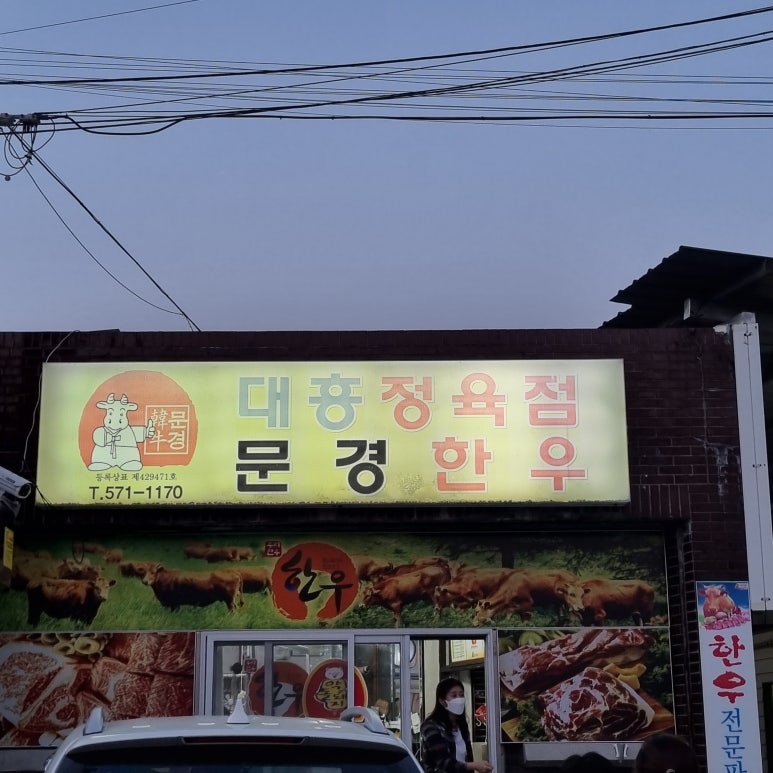 대흥정육점
문경한우
韓牛
문경
등록상표 제429471호
T.571-1170
한우
한우
전문판